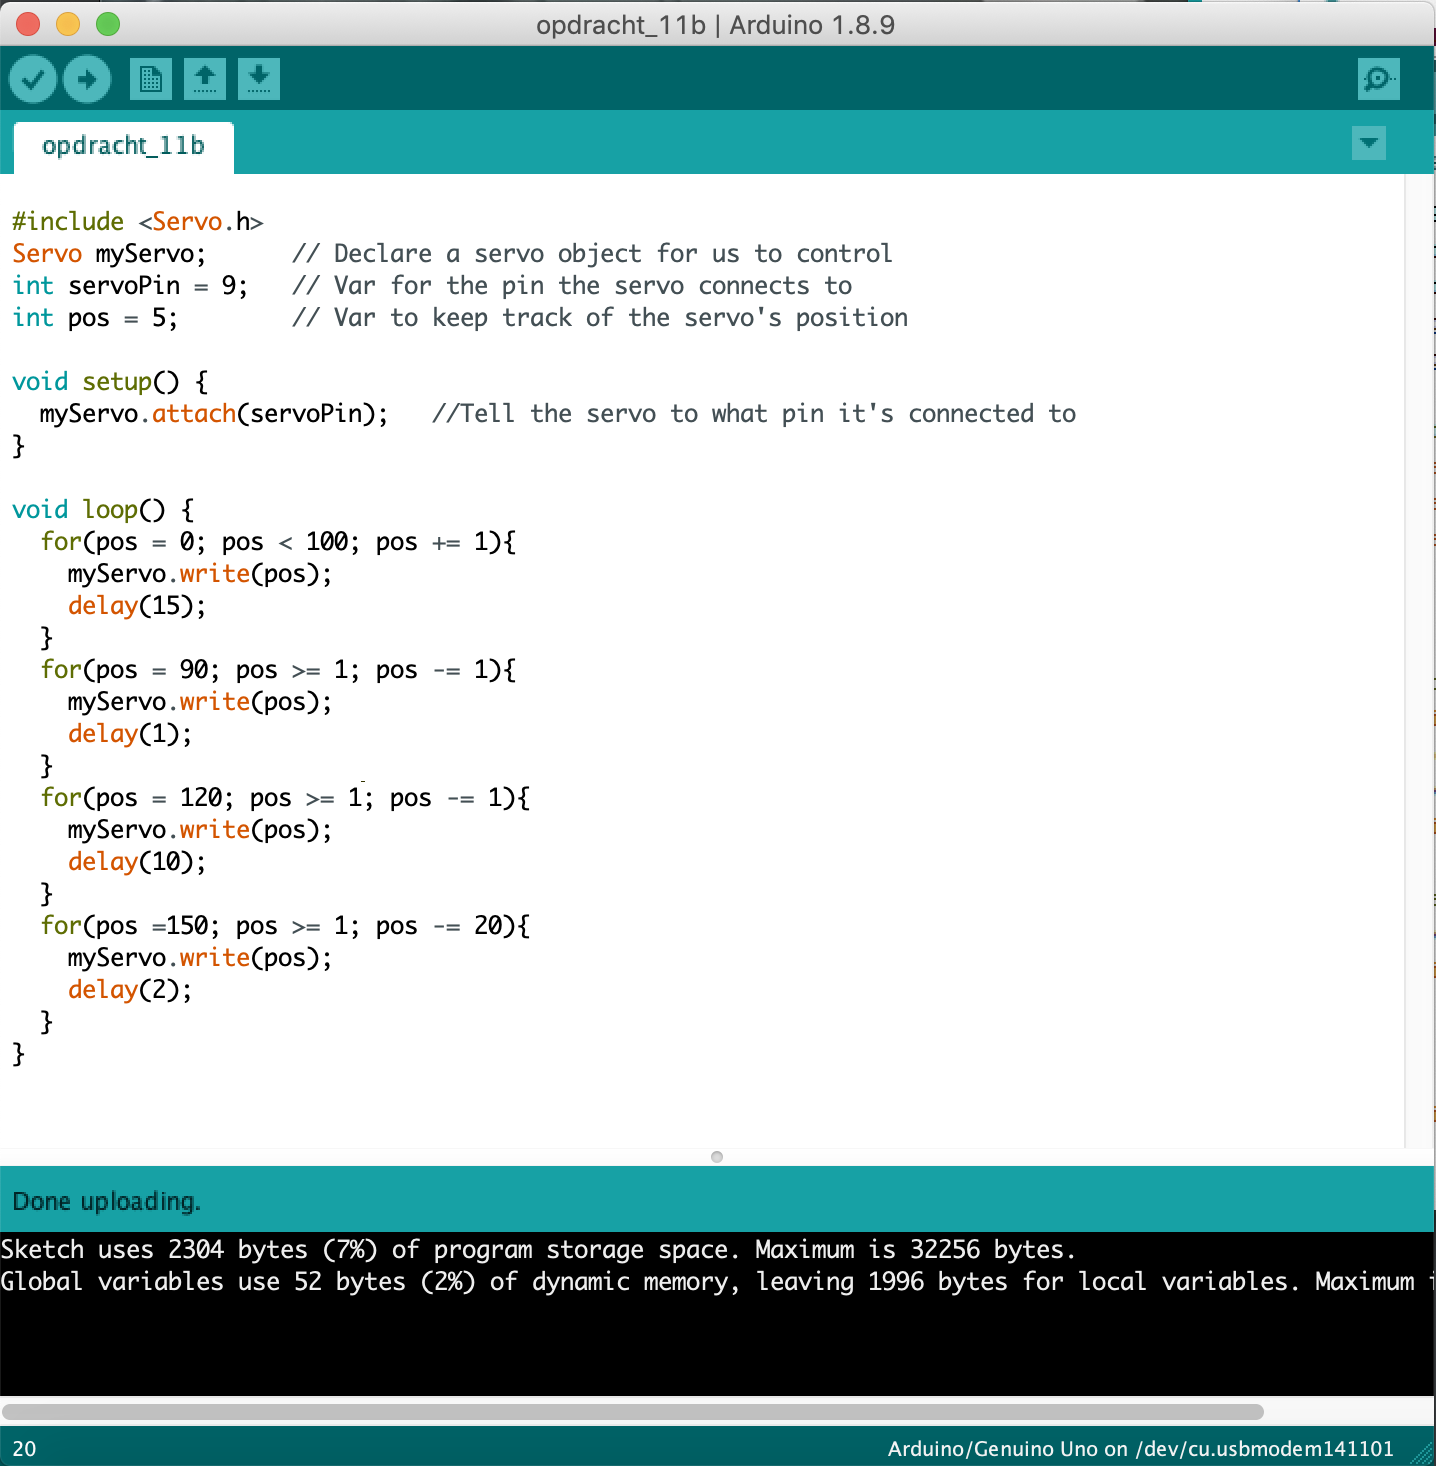 opdracht_11b | Arduino 1.8.9
opdracht_11b
#include <Servo.h>
Servo myServo;      // Declare a servo object for us to control
int servoPin = 9;   // Var for the pin the servo connects to
int pos = 5;        // Var to keep track of the servo's position
void setup() {
  myServo.attach(servoPin);   //Tell the servo to what pin it's connected to
}
void loop() {
  for(pos = 0; pos < 100; pos += 1){
    myServo.write(pos);
    delay(15);
  }
  for(pos = 90; pos >= 1; pos -= 1){
    myServo.write(pos);
    delay(1);
  }
  for(pos = 120; pos >= 1; pos -= 1){
    myServo.write(pos);
    delay(10);
  }
  for(pos =150; pos >= 1; pos -= 20){
    myServo.write(pos);
    delay(2);
  }
}
Done uploading.
Sketch uses 2304 bytes (7%) of program storage space. Maximum is 32256 bytes.
Global variables use 52 bytes (2%) of dynamic memory, leaving 1996 bytes for local variables. Maximum
20
Arduino/Genuino Uno on /dev/cu.usbmodem141101